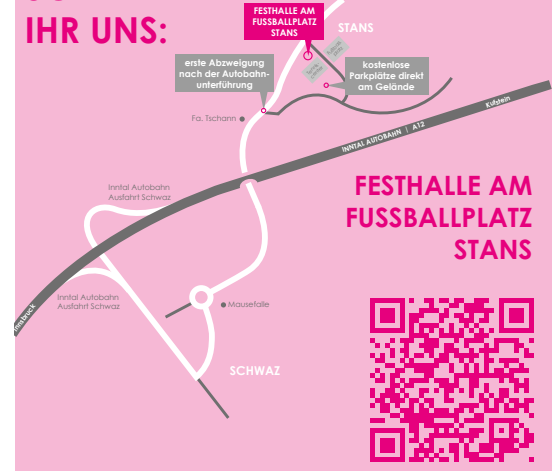 IHR UNS:
FESTHALLE AM
FUSSBALLPLATZ
STANS
STANS
erste Abzweigung
nach der Autobahn-
unterführung
kostenlose
Parkplätze direkt
am Gelände
Fa. Tschann
Kufstein
INNTAL AUTOBAHN | A12
Inntal Autobahn
Ausfahrt Schwaz
FESTHALLE AM
FUSSBALLPLATZ
STANS
Inntal Autobahn
Ausfahrt Schwaz
Innsbruck
Mausefalle
SCHWAZ